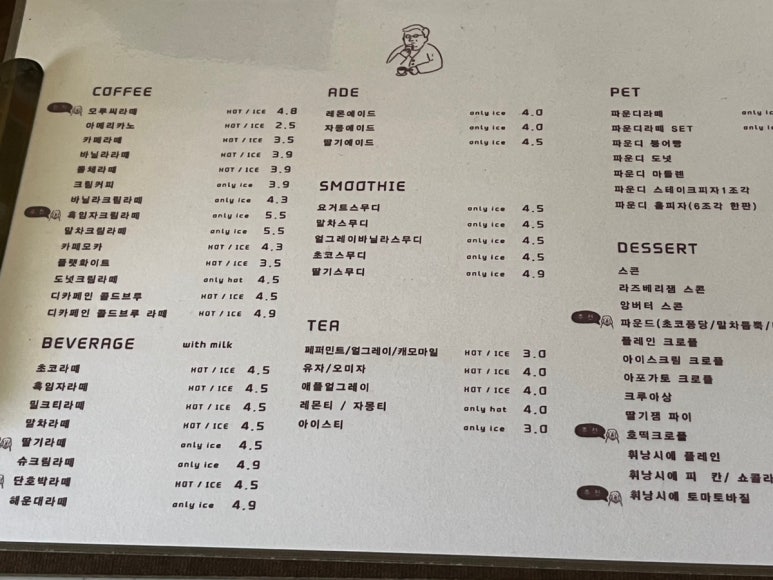 COFFEE
모루씨라떼 HOT / ICE 4.8
아메리카노 HOT / ICE 2.5
카페라떼 HOT / ICE 3.5
바닐라라떼 HOT / ICE 3.9
돌체라떼 HOT / ICE 3.9
크림커피 only ice 3.9
바닐라크림라떼 only ice 4.3
추천 흑임자크림라떼 only ice 5.5
말차크림라떼 only ice 5.5
카페모카 HOT / ICE 4.3
플랫화이트 HOT / ICE 3.5
도넛크림라떼 only hot 4.5
디카페인 콜드브루 HOT / ICE 4.5
디카페인 콜드브루 라떼 HOT / ICE 4.9
BEVERAGE with milk
초코라떼 HOT / ICE 4.5
흑임자라떼 HOT / ICE 4.5
밀크티라떼 HOT / ICE 4.5
말차라떼 HOT / ICE 4.5
딸기라떼 only ice 4.5
슈크림라떼 only ice 4.9
단호박라떼 HOT / ICE 4.5
해운대라떼 only ice 4.9
ADE
레몬에이드 only ice 4.0
자몽에이드 only ice 4.0
딸기에이드 only ice 4.5
SMOOTHIE
요거트스무디 only ice 4.5
말차스무디 only ice 4.5
얼그레이바닐라스무디 only ice 4.5
초코스무디 only ice 4.5
딸기스무디 only ice 4.9
TEA
페퍼민트/얼그레이/캐모마일 HOT / ICE 3.0
유자/오미자 HOT / ICE 4.0
애플얼그레이 HOT / ICE 4.0
레몬티 / 자몽티 only hot 4.0
아이스티 only ice 3.0
PET
파운디라떼 only ic
파운디라떼 SET only ic
파운디 붕어빵
파운디 도넛
파운디 마들렌
파운디 스테이크피자1조각
파운디 홀피자(6조각 한판)
DESSERT
스콘
라즈베리잼 스콘
앙버터 스콘
추천 파운드(초코퐁당/말차듬뿍/
플레인 크로플
아이스크림 크로플
아포가토 크로플
크루아상
딸기잼 파이
추천 호떡크로플
휘낭시에 플레인
휘낭시에 피 칸/ 쇼콜라
추천 휘낭시에 토마토바질